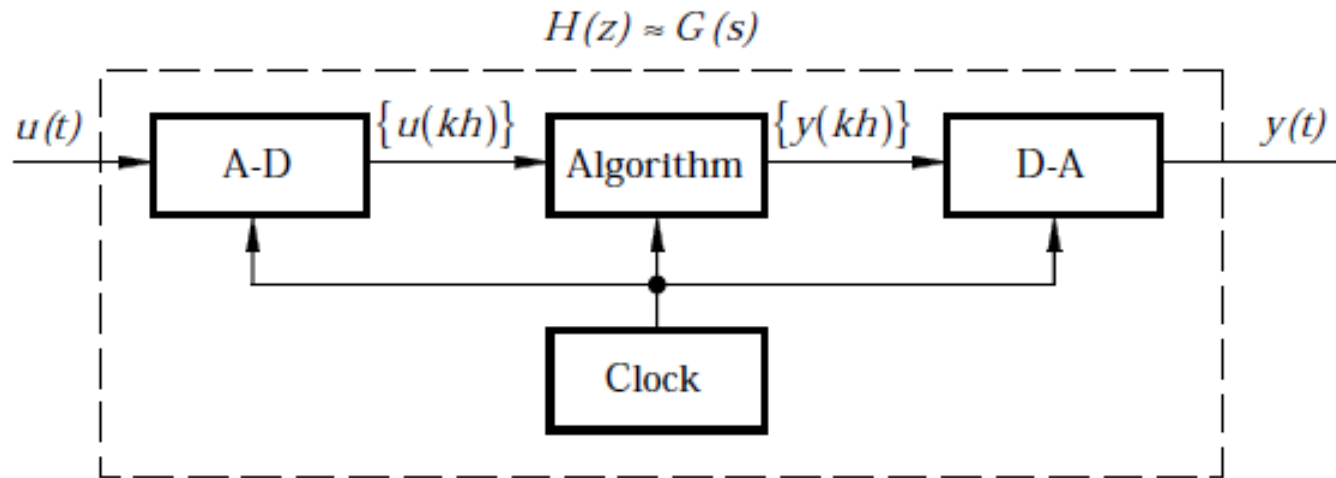 H(z) ≈ G(s)
u(t) {u(kh)} {y(kh)} y(t)
A-D Algorithm D-A
Clock